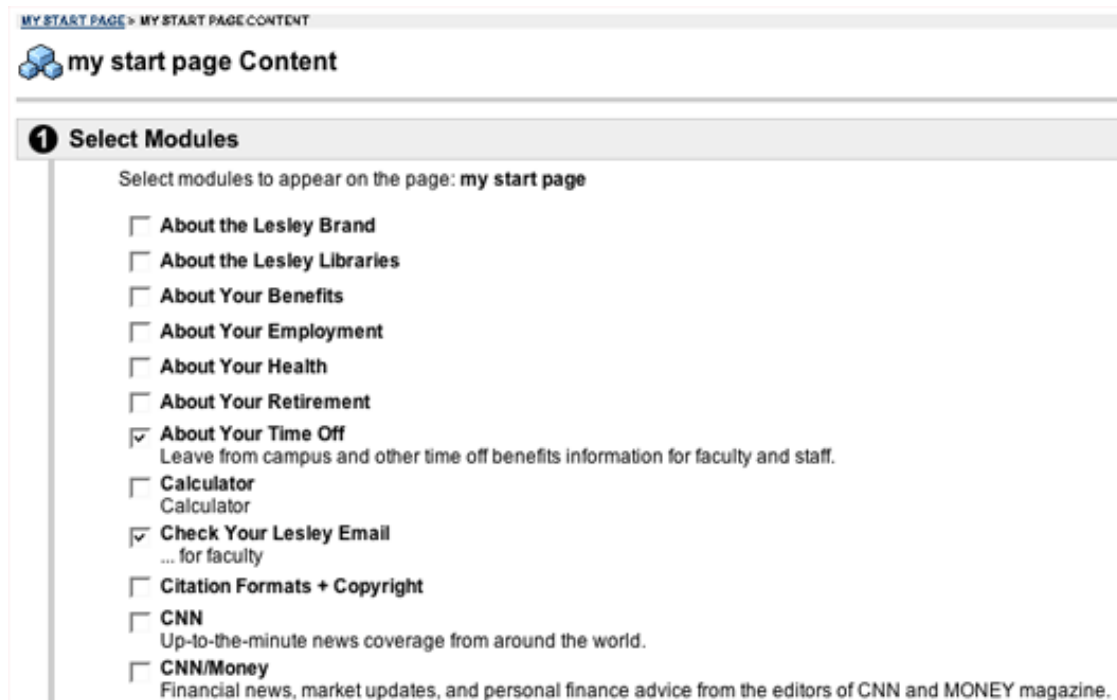 MY START PAGE > MY START PAGE CONTENT
my start page Content
1 Select Modules
Select modules to appear on the page: my start page
About the Lesley Brand
About the Lesley Libraries
About Your Benefits
About Your Employment
About Your Health
About Your Retirement
About Your Time Off
Leave from campus and other time off benefits information for faculty and staff.
Calculator
Calculator
Check Your Lesley Email
... for faculty
Citation Formats + Copyright
CNN
Up-to-the-minute news coverage from around the world.
CNN/Money
Financial news, market updates, and personal finance advice from the editors of CNN and MONEY magazine.